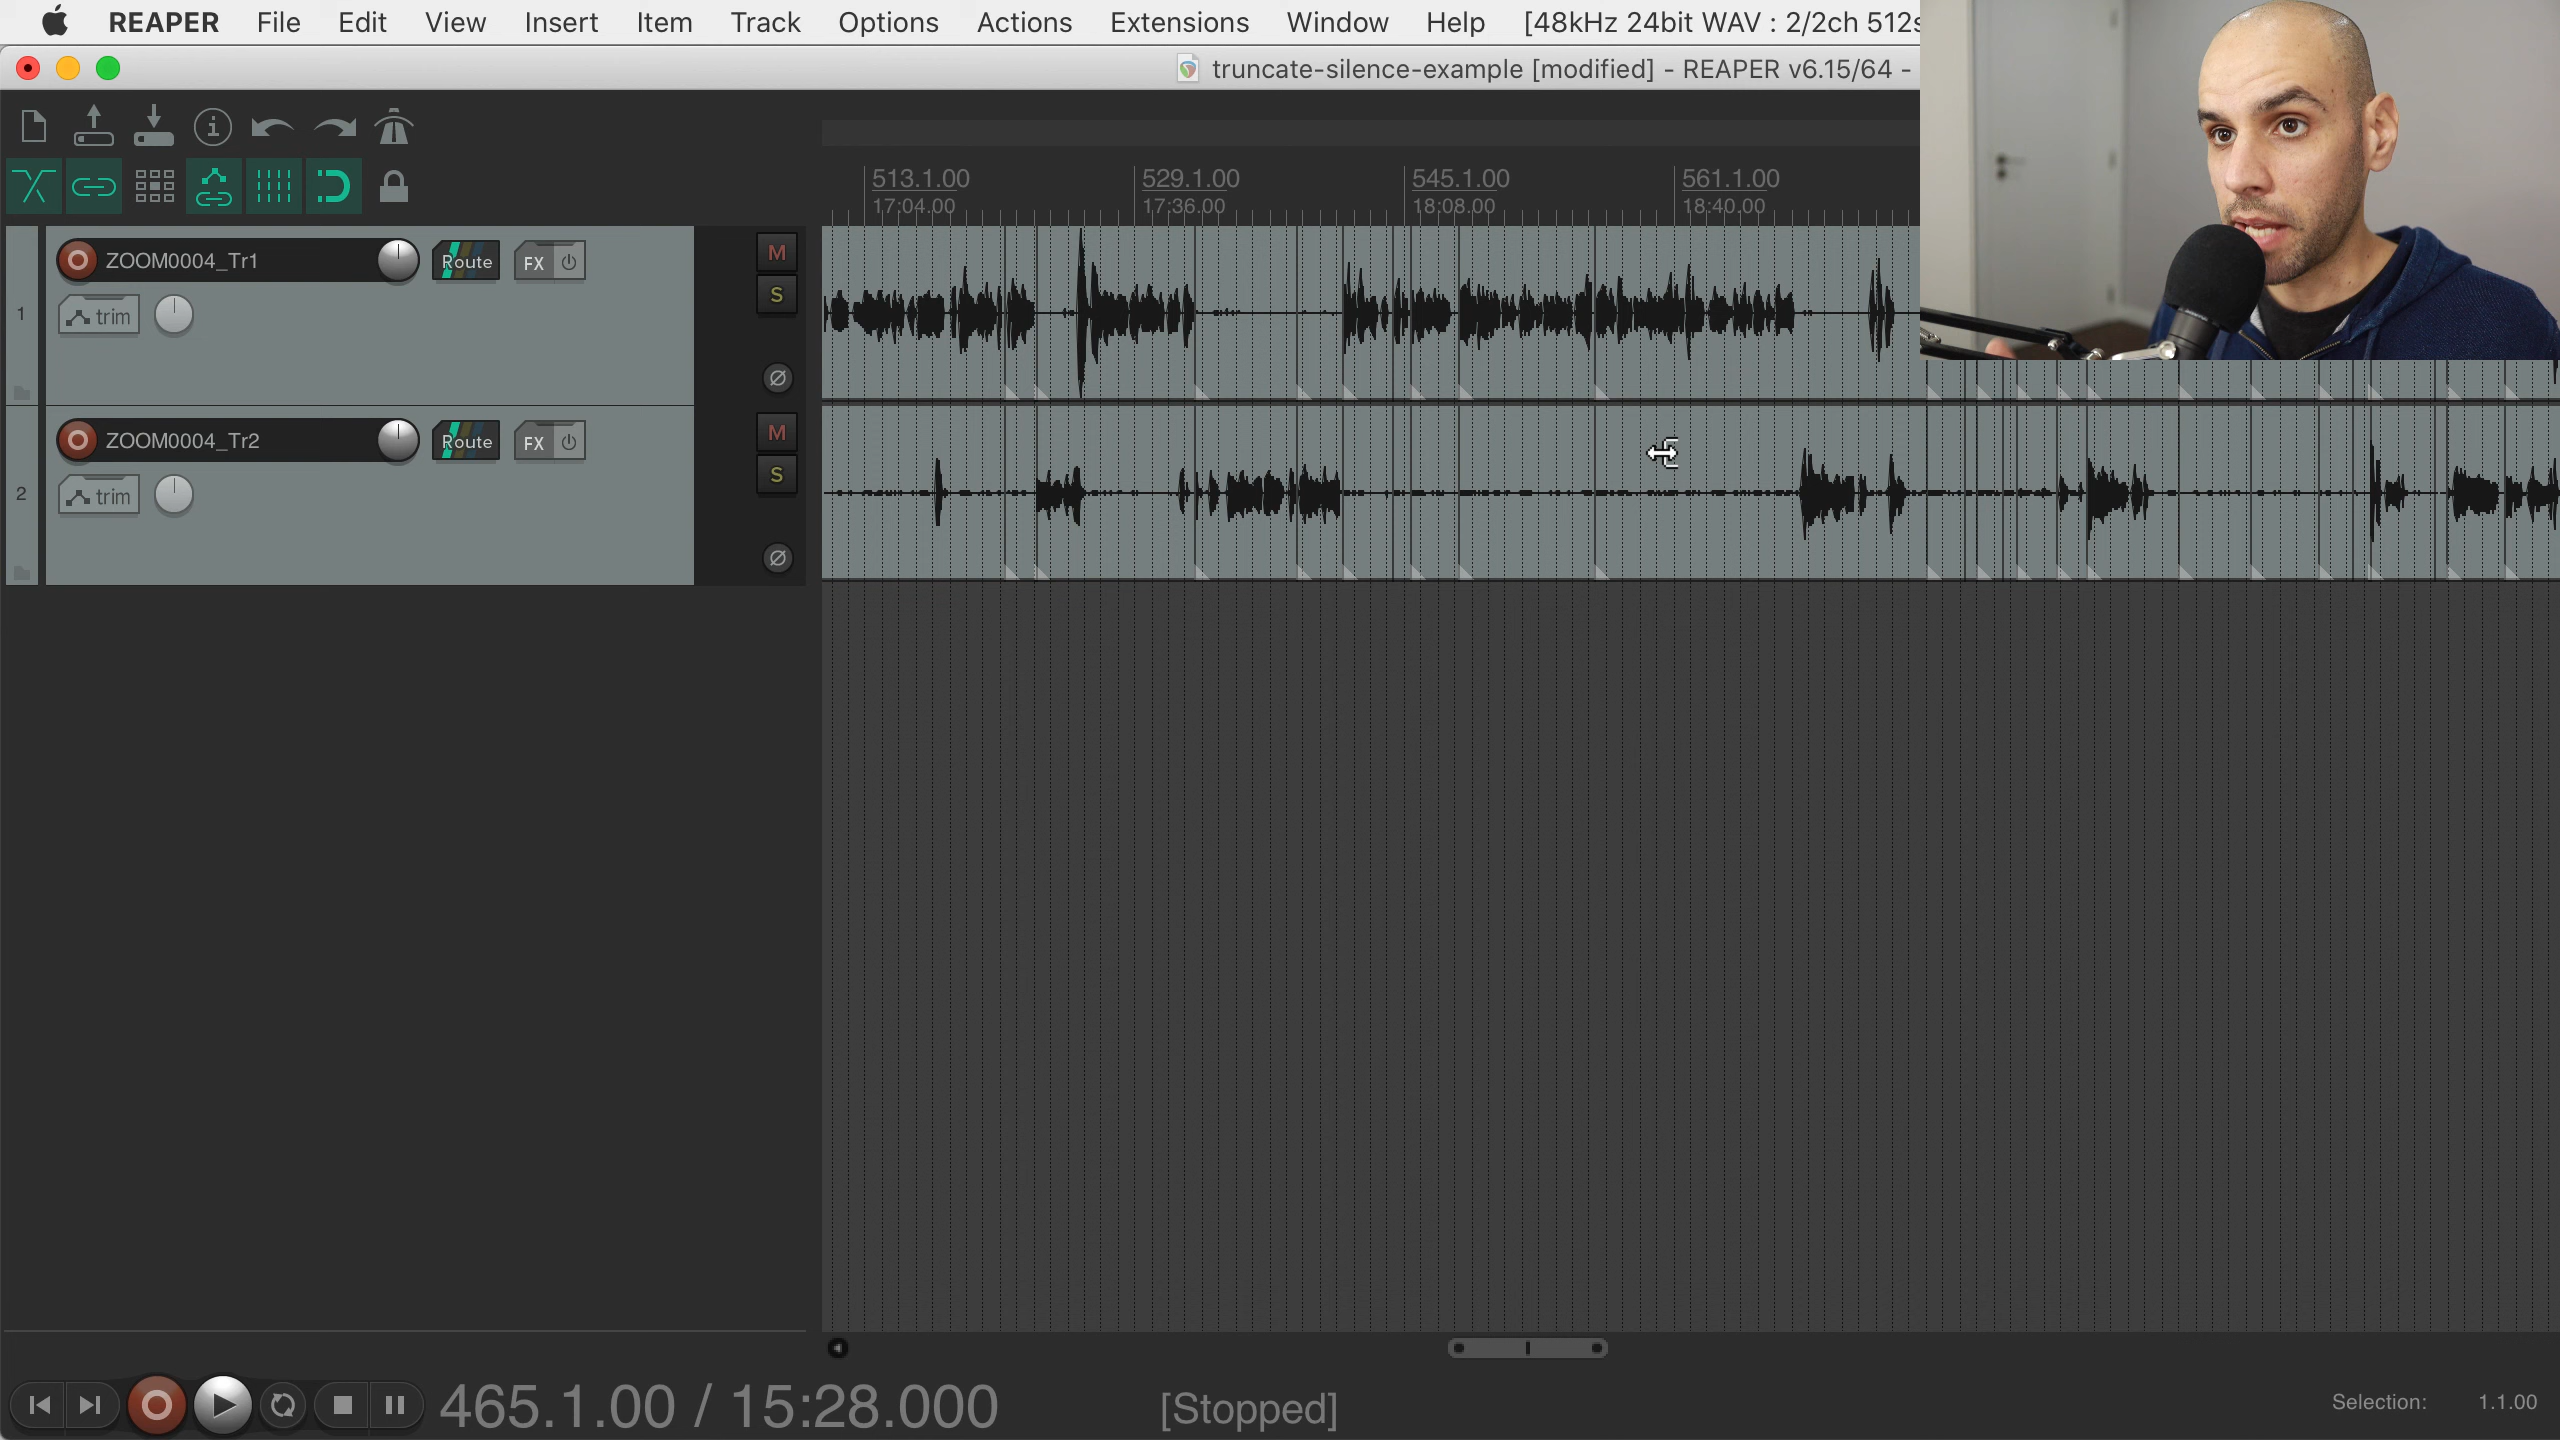 REAPER File Edit View Insert Item Track Options Actions Extensions Window Help [48kHz 24bit WAV : 2/2ch 512s
truncate-silence-example [modified] - REAPER v6.15/64 -
513.1.00 529.1.00 545.1.00 561.1.00
17:04.00 17:36.00 18:08.00 18:40.00
1 ZOOM0004_Tr1 Route FX M
trim S
2 ZOOM0004_Tr2 Route FX M
trim S
465.1.00 / 15:28.000 [Stopped] Selection: 1.1.00